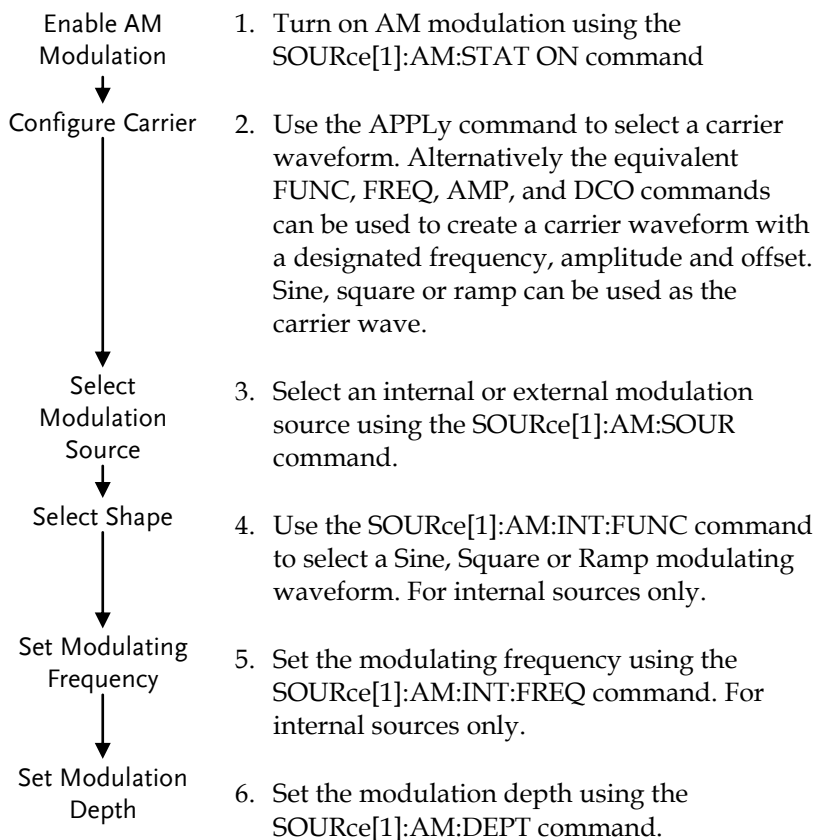 Enable AM
Modulation
1. Turn on AM modulation using the
SOURce[1]:AM:STAT ON command
Configure Carrier
2. Use the APPLy command to select a carrier
waveform. Alternatively the equivalent
FUNC, FREQ, AMP, and DCO commands
can be used to create a carrier waveform with
a designated frequency, amplitude and offset.
Sine, square or ramp can be used as the
carrier wave.
Select
Modulation
Source
3. Select an internal or external modulation
source using the SOURce[1]:AM:SOUR
command.
Select Shape
4. Use the SOURce[1]:AM:INT:FUNC command
to select a Sine, Square or Ramp modulating
waveform. For internal sources only.
Set Modulating
Frequency
5. Set the modulating frequency using the
SOURce[1]:AM:INT:FREQ command. For
internal sources only.
Set Modulation
Depth
6. Set the modulation depth using the
SOURce[1]:AM:DEPT command.